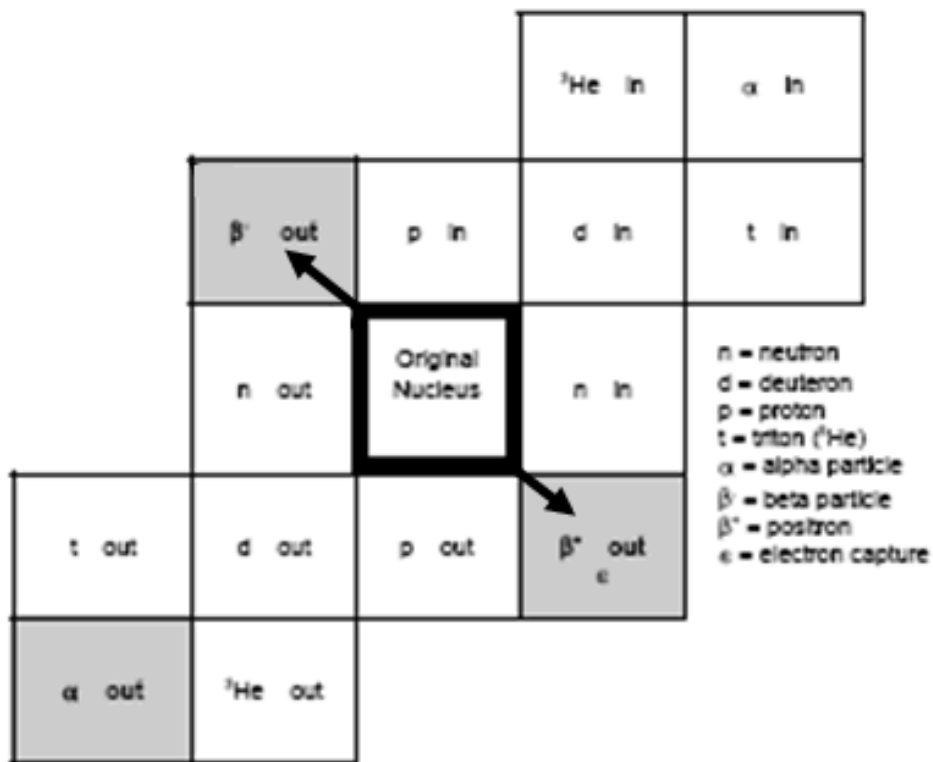 ³He in
α in
β⁻ out
p in
d in
t in
n out
Original
Nucleus
n in
t out
d out
p out
β⁺ out
ε
α out
³He out
n = neutron
d = deuteron
p = proton
t = triton (³He)
α = alpha particle
β⁻ = beta particle
β⁺ = positron
ε = electron capture